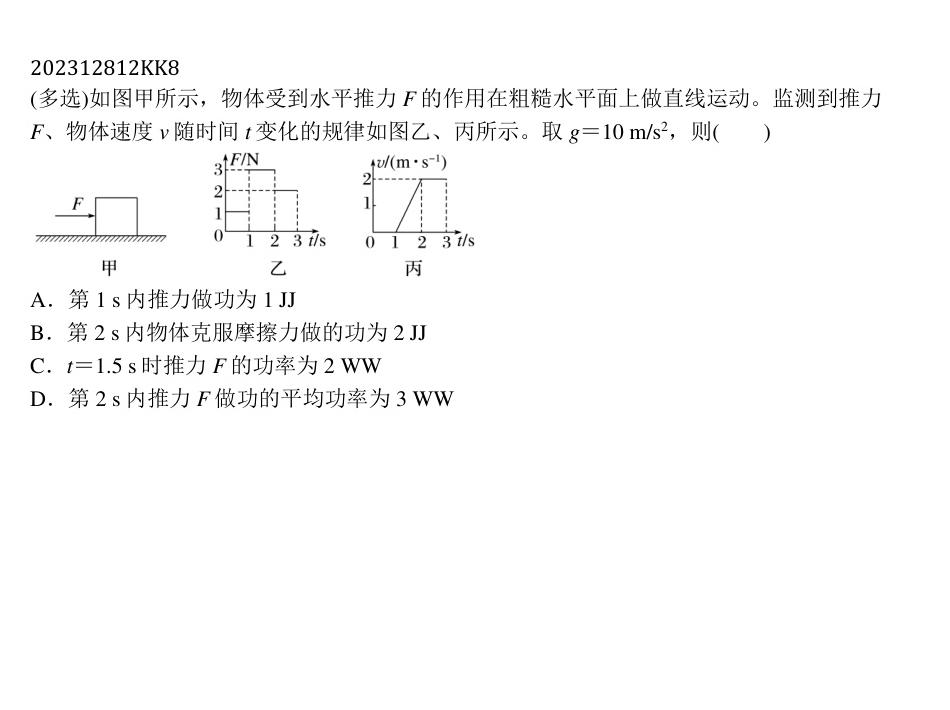 202312812KK8
(多选)如图甲所示，物体受到水平推力 F 的作用在粗糙水平面上做直线运动。监测到推力
F、物体速度 v 随时间 t 变化的规律如图乙、丙所示。取 g＝10 m/s²，则(　　)
F
甲
F/N
3
2
1
0 1 2 3 t/s
乙
v/(m·s⁻¹)
2
1
0 1 2 3 t/s
丙
A．第 1 s 内推力做功为 1 JJ
B．第 2 s 内物体克服摩擦力做的功为 2 JJ
C．t＝1.5 s 时推力 F 的功率为 2 WW
D．第 2 s 内推力 F 做功的平均功率为 3 WW